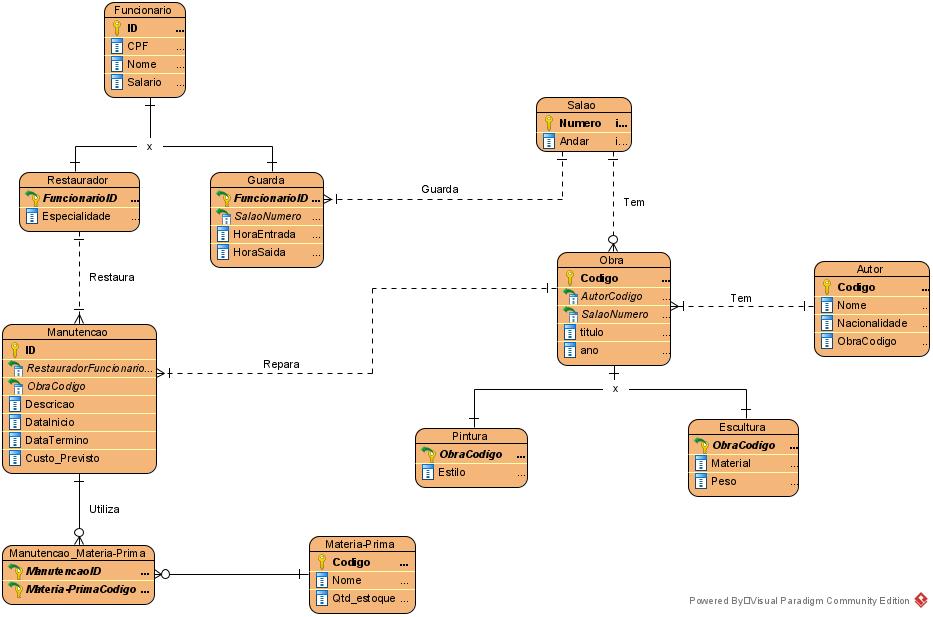 Funcionario
ID ...
CPF ...
Nome ...
Salario ...
x
Restaurador
FuncionarioID ...
Especialidade ...
Guarda
FuncionarioID ...
SalaoNumero ...
HoraEntrada ...
HoraSaida ...
Guarda
Salao
Numero i...
Andar i...
Tem
Restaura
Obra
Codigo ...
AutorCodigo ...
SalaoNumero ...
titulo ...
ano ...
Tem
Autor
Codigo ...
Nome ...
Nacionalidade ...
ObraCodigo ...
Manutencao
ID
RestauradorFuncionario...
ObraCodigo
Descricao
DataInicio
DataTermino
Custo_Previsto
Repara
x
Pintura
ObraCodigo ...
Estilo ...
Escultura
ObraCodigo ...
Material ...
Peso ...
Utiliza
Manutencao_Materia-Prima
ManutencaoID ...
Materia-PrimaCodigo ...
Materia-Prima
Codigo ...
Nome ...
Qtd_estoque ...
Powered By Visual Paradigm Community Edition